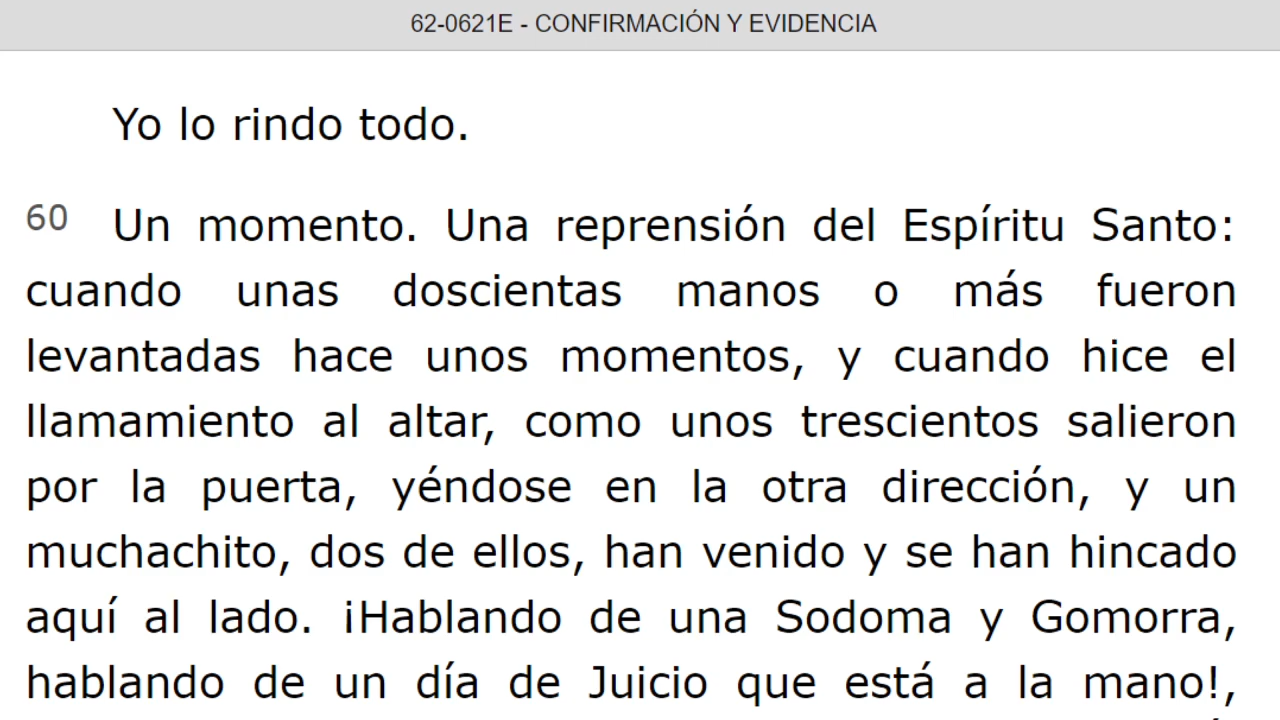 62-0621E - CONFIRMACIÓN Y EVIDENCIA
Yo lo rindo todo.
60 Un momento. Una reprensión del Espíritu Santo:
cuando unas doscientas manos o más fueron
levantadas hace unos momentos, y cuando hice el
llamamiento al altar, como unos trescientos salieron
por la puerta, yéndose en la otra dirección, y un
muchachito, dos de ellos, han venido y se han hincado
aquí al lado. ¡Hablando de una Sodoma y Gomorra,
hablando de un día de Juicio que está a la mano!,